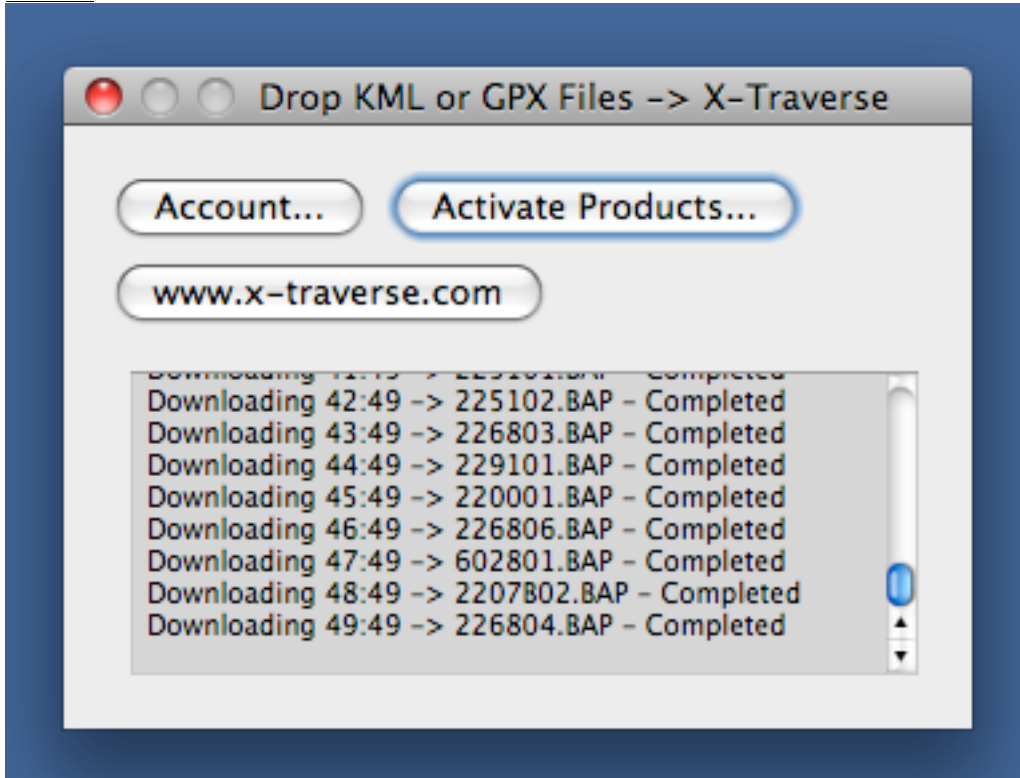 Drop KML or GPX Files -> X-Traverse
Account... Activate Products...
www.x-traverse.com
Downloading 42:49 -> 225102.BAP – Completed
Downloading 43:49 -> 226803.BAP – Completed
Downloading 44:49 -> 229101.BAP – Completed
Downloading 45:49 -> 220001.BAP – Completed
Downloading 46:49 -> 226806.BAP – Completed
Downloading 47:49 -> 602801.BAP – Completed
Downloading 48:49 -> 2207B02.BAP – Completed
Downloading 49:49 -> 226804.BAP – Completed